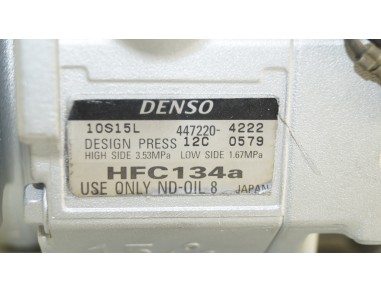 DENSO
10S15L 447220- 4222
DESIGN PRESS 12C 0579
HIGH SIDE 3.53MPa LOW SIDE 1.67MPa
HFC134a
USE ONLY ND-OIL 8 JAPAN